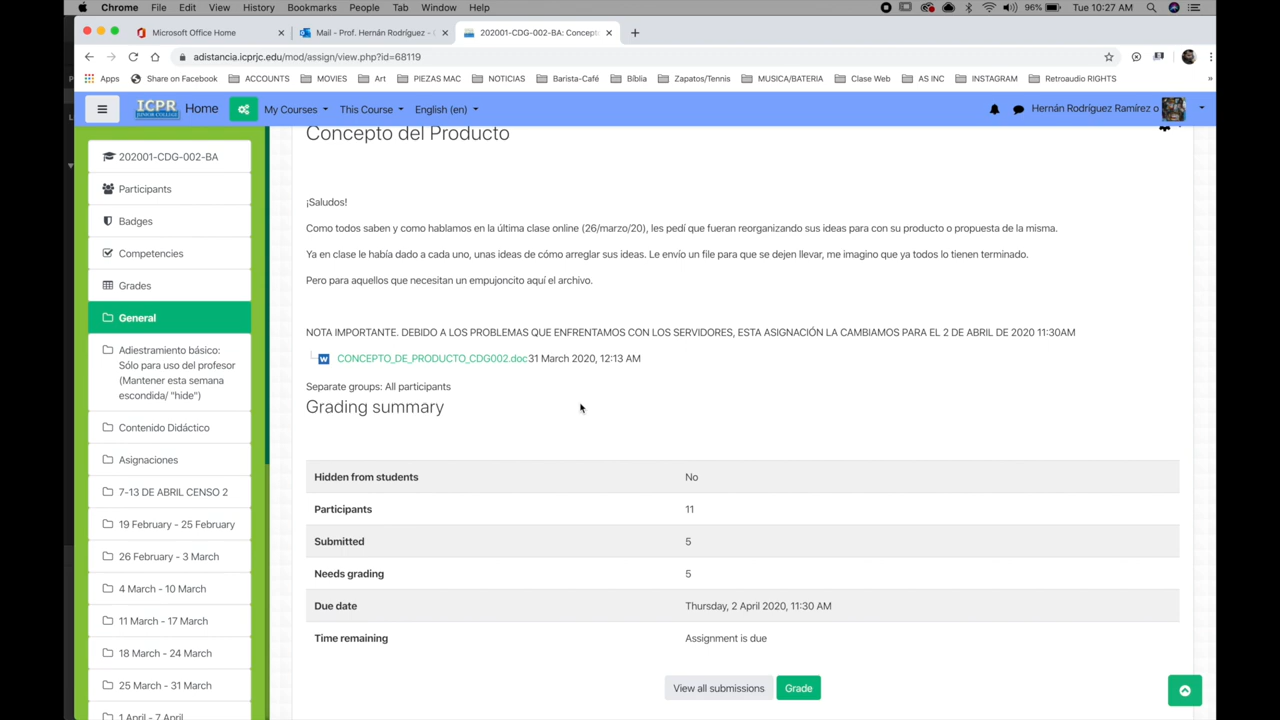 Chrome File Edit View History Bookmarks People Tab Window Help 96% Tue 10:27 AM
Microsoft Office Home Mail - Prof. Hernán Rodríguez - 202001-CDG-002-BA: Concepto
adistancia.icprjc.edu/mod/assign/view.php?id=68119
Apps Share on Facebook ACCOUNTS MOVIES Art PIEZAS MAC NOTICIAS Barista-Café Biblia Zapatos/Tennis MUSICA/BATERIA Clase Web AS INC INSTAGRAM Retroaudio RIGHTS
ICPR JUNIOR COLLEGE Home My Courses This Course English (en) Hernán Rodríguez Ramírez o
Concepto del Producto
202001-CDG-002-BA
Participants
Badges
Competencies
Grades
General
Adiestramiento básico:
Sólo para uso del profesor
(Mantener esta semana
escondida/ "hide")
Contenido Didáctico
Asignaciones
7-13 DE ABRIL CENSO 2
19 February - 25 February
26 February - 3 March
4 March - 10 March
11 March - 17 March
18 March - 24 March
25 March - 31 March
1 April - 7 April
¡Saludos!
Como todos saben y como hablamos en la última clase online (26/marzo/20), les pedí que fueran reorganizando sus ideas para con su producto o propuesta de la misma.
Ya en clase le había dado a cada uno, unas ideas de cómo arreglar sus ideas. Le envío un file para que se dejen llevar, me imagino que ya todos lo tienen terminado.
Pero para aquellos que necesitan un empujoncito aquí el archivo.
NOTA IMPORTANTE. DEBIDO A LOS PROBLEMAS QUE ENFRENTAMOS CON LOS SERVIDORES, ESTA ASIGNACIÓN LA CAMBIAMOS PARA EL 2 DE ABRIL DE 2020 11:30AM
CONCEPTO_DE_PRODUCTO_CDG002.doc 31 March 2020, 12:13 AM
Separate groups: All participants
Grading summary
Hidden from students No
Participants 11
Submitted 5
Needs grading 5
Due date Thursday, 2 April 2020, 11:30 AM
Time remaining Assignment is due
View all submissions Grade